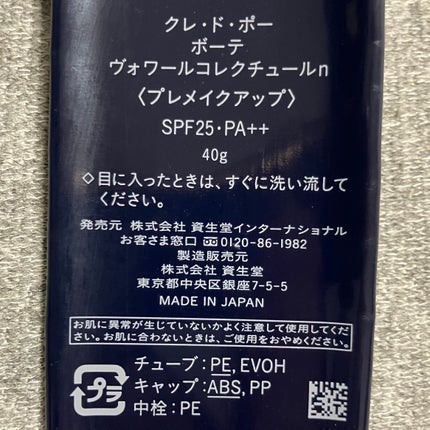 クレ・ド・ポー
ボーテ
ヴォワールコレクチュールn
〈プレメイクアップ〉
SPF25・PA++
40g
◇目に入ったときは、すぐに洗い流して
ください。
発売元 株式会社 資生堂インターナショナル
お客さま窓口 0120-86-1982
製造販売元
株式会社 資生堂
東京都中央区銀座7-5-5
MADE IN JAPAN
お肌に異常が生じていないかよく注意して使用してくだ
さい。お肌に合わないときは、ご使用をおやめください。
プラ
チューブ:PE, EVOH
キャップ:ABS, PP
中栓:PE